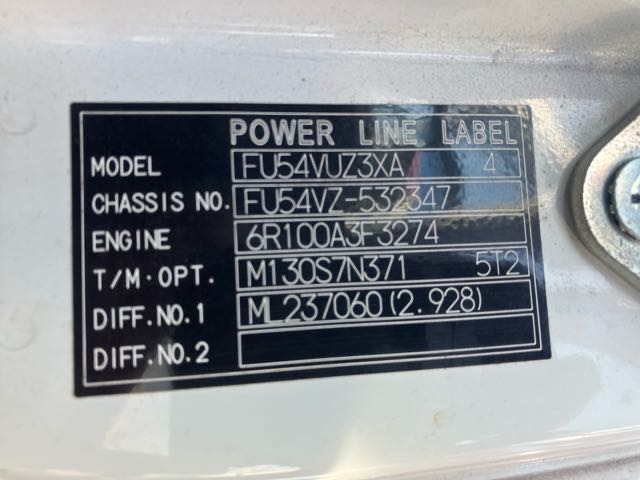 POWER LINE LABEL
MODEL FU54VUZ3XA 4
CHASSIS NO. FU54VZ-532347
ENGINE 6R100A3F3274
T/M·OPT. M130S7N371 5T2
DIFF.NO.1 ML237060(2.928)
DIFF.NO.2